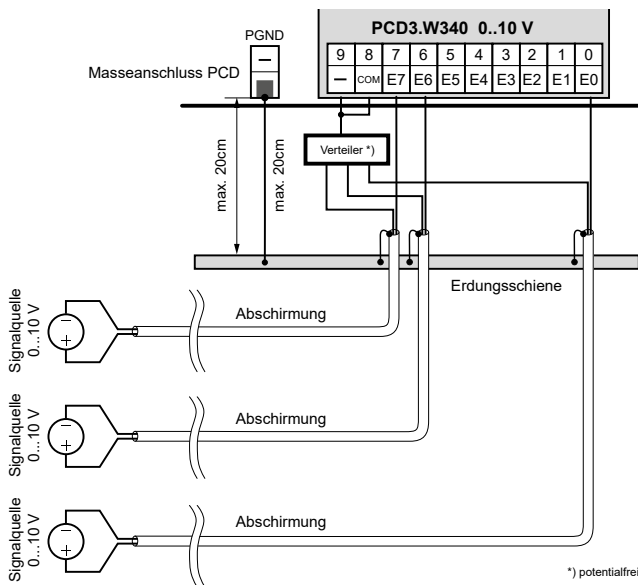 PCD3.W340 0..10 V
PGND
9 8 7 6 5 4 3 2 1 0
– COM E7 E6 E5 E4 E3 E2 E1 E0
–
Masseanschluss PCD
max. 20cm
max. 20cm
Verteiler *)
Erdungsschiene
Signalquelle
0...10 V
– +
Abschirmung
Signalquelle
0...10 V
– +
Abschirmung
Signalquelle
0...10 V
– +
Abschirmung
*) potentialfrei